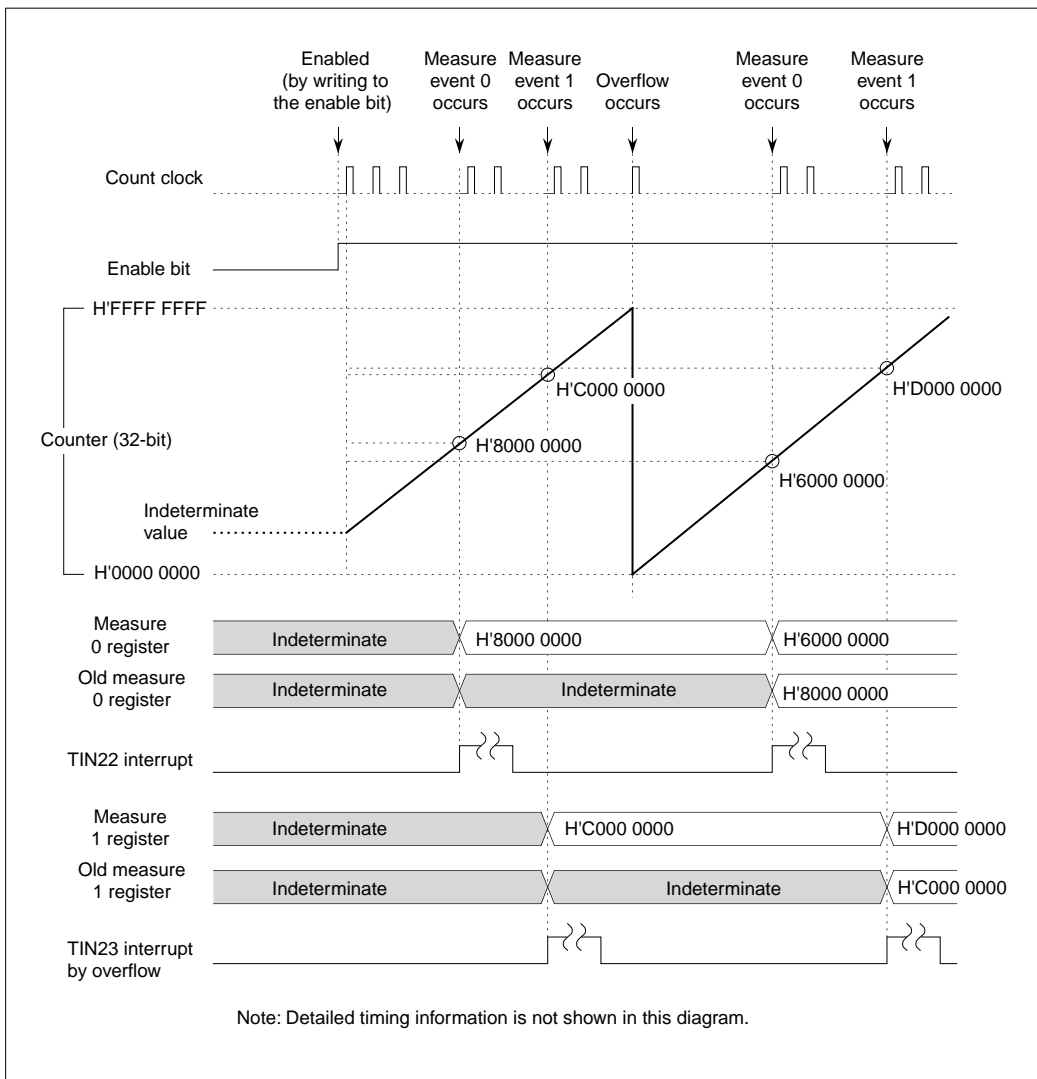 Enabled
(by writing to
the enable bit)
Measure
event 0
occurs
Measure
event 1
occurs
Overflow
occurs
Measure
event 0
occurs
Measure
event 1
occurs
Count clock
Enable bit
H'FFFF FFFF
H'C000 0000
H'D000 0000
Counter (32-bit)
H'8000 0000
H'6000 0000
Indeterminate
value
H'0000 0000
Measure
0 register
Indeterminate
H'8000 0000
H'6000 0000
Old measure
0 register
Indeterminate
Indeterminate
H'8000 0000
TIN22 interrupt
Measure
1 register
Indeterminate
H'C000 0000
H'D000 0000
Old measure
1 register
Indeterminate
Indeterminate
H'C000 0000
TIN23 interrupt
by overflow
Note: Detailed timing information is not shown in this diagram.